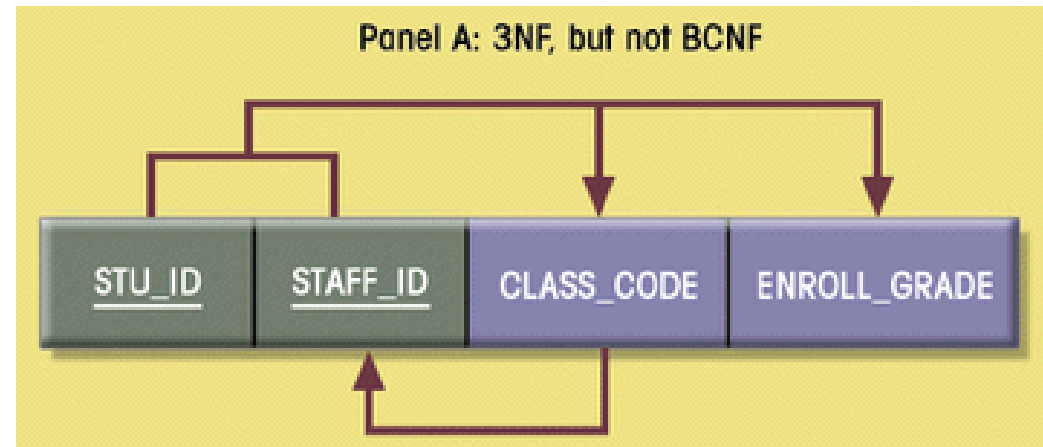 Panel A: 3NF, but not BCNF
STU_ID STAFF_ID CLASS_CODE ENROLL_GRADE